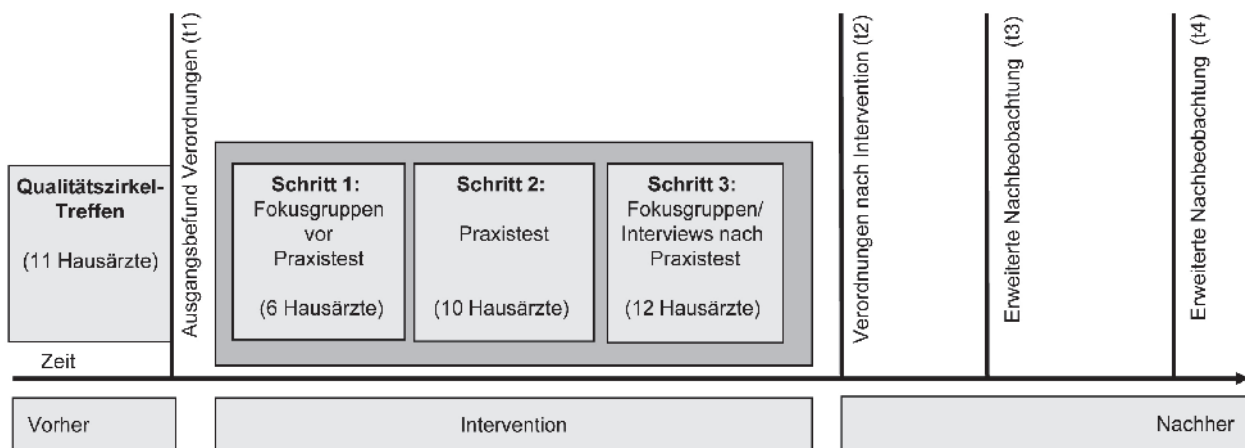 Qualitätszirkel-
Treffen
(11 Hausärzte)
Ausgangsbefund Verordnungen (t1)
Schritt 1:
Fokusgruppen
vor
Praxistest
(6 Hausärzte)
Schritt 2:
Praxistest
(10 Hausärzte)
Schritt 3:
Fokusgruppen/
Interviews nach
Praxistest
(12 Hausärzte)
Verordnungen nach Intervention (t2)
Erweiterte Nachbeobachtung (t3)
Erweiterte Nachbeobachtung (t4)
Zeit
Vorher
Intervention
Nachher